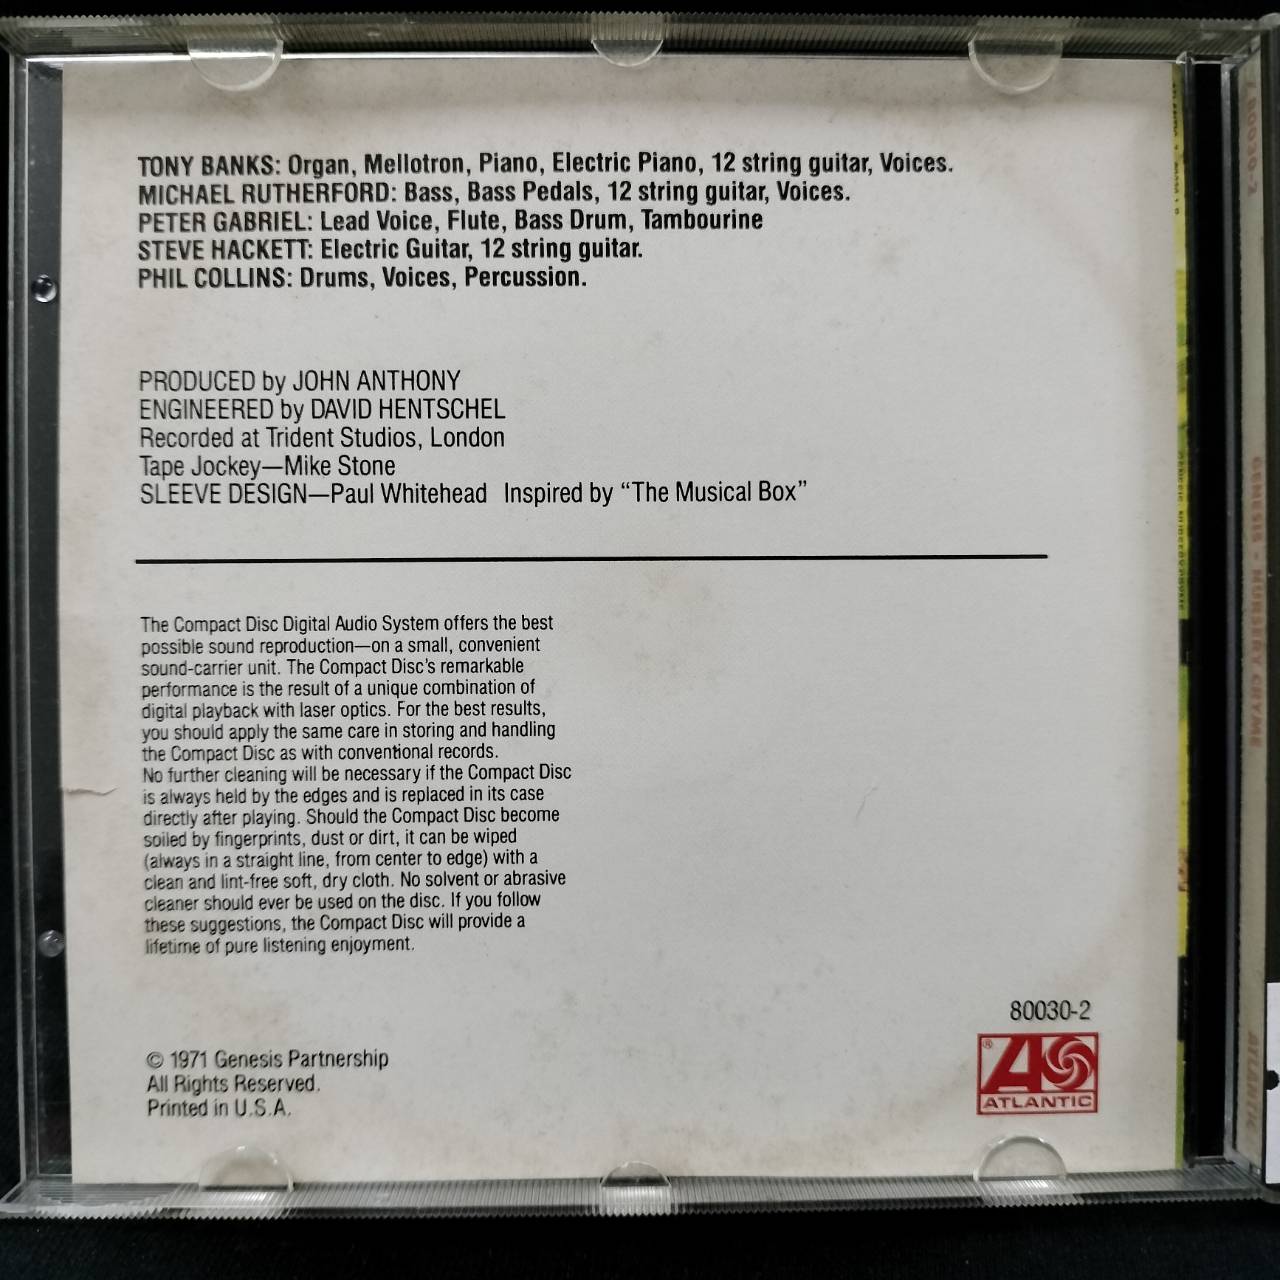 TONY BANKS: Organ, Mellotron, Piano, Electric Piano, 12 string guitar, Voices.
MICHAEL RUTHERFORD: Bass, Bass Pedals, 12 string guitar, Voices.
PETER GABRIEL: Lead Voice, Flute, Bass Drum, Tambourine
STEVE HACKETT: Electric Guitar, 12 string guitar.
PHIL COLLINS: Drums, Voices, Percussion.
PRODUCED by JOHN ANTHONY
ENGINEERED by DAVID HENTSCHEL
Recorded at Trident Studios, London
Tape Jockey—Mike Stone
SLEEVE DESIGN—Paul Whitehead Inspired by “The Musical Box”
The Compact Disc Digital Audio System offers the best
possible sound reproduction—on a small, convenient
sound-carrier unit. The Compact Disc's remarkable
performance is the result of a unique combination of
digital playback with laser optics. For the best results,
you should apply the same care in storing and handling
the Compact Disc as with conventional records.
No further cleaning will be necessary if the Compact Disc
is always held by the edges and is replaced in its case
directly after playing. Should the Compact Disc become
soiled by fingerprints, dust or dirt, it can be wiped
(always in a straight line, from center to edge) with a
clean and lint-free soft, dry cloth. No solvent or abrasive
cleaner should ever be used on the disc. If you follow
these suggestions, the Compact Disc will provide a
lifetime of pure listening enjoyment.
80030-2
® ATLANTIC
© 1971 Genesis Partnership
All Rights Reserved.
Printed in U.S.A.
GENESIS - NURSERY CRYME
ATLANTIC